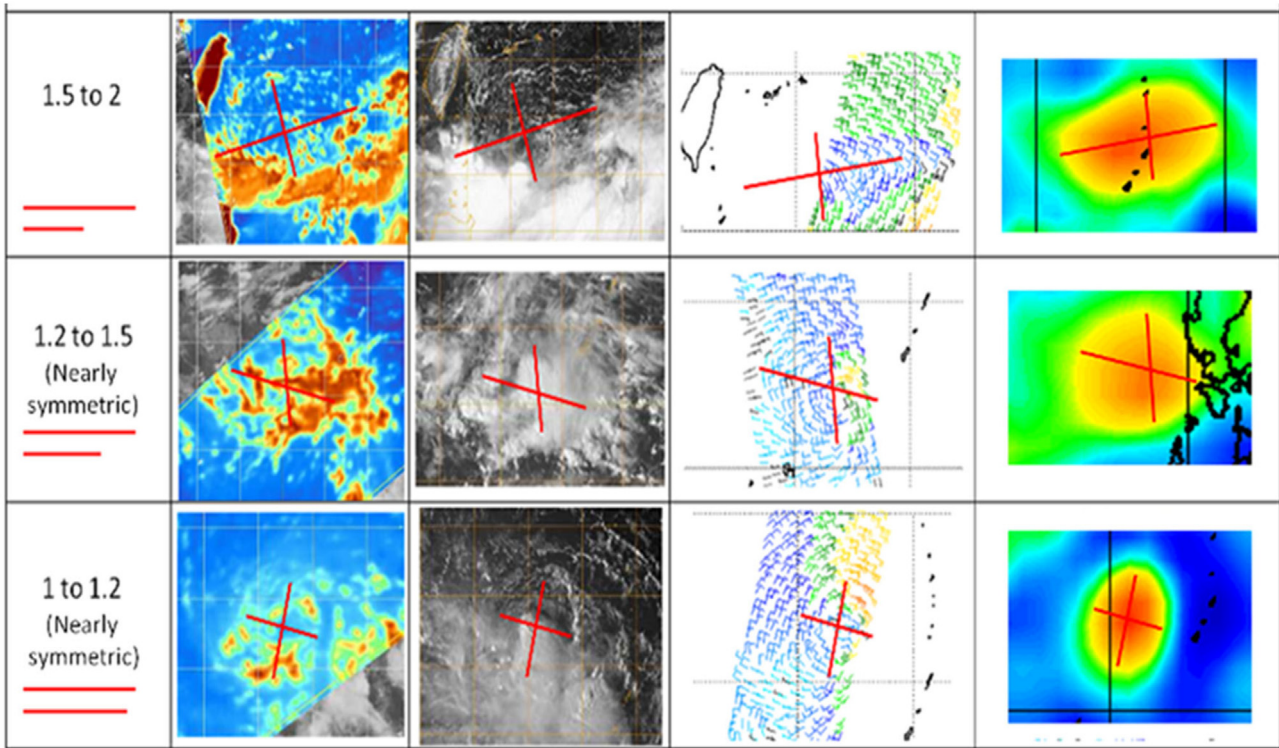 1.5 to 2
1.2 to 1.5
(Nearly
symmetric)
1 to 1.2
(Nearly
symmetric)